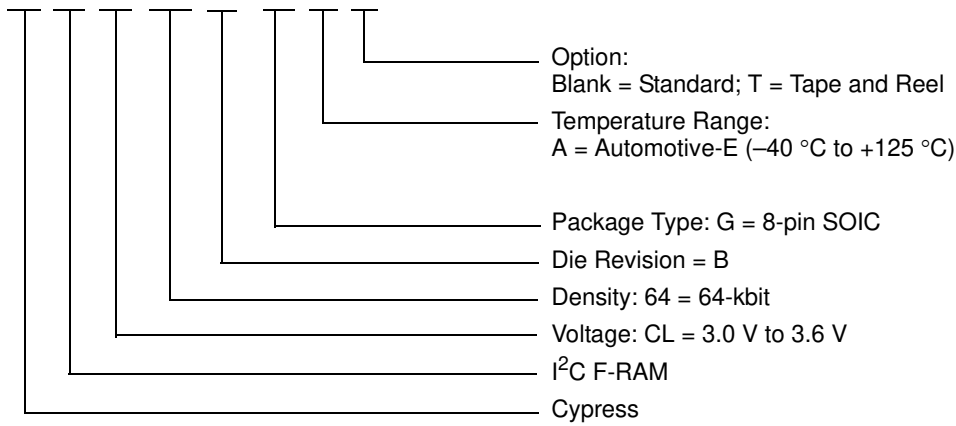 Option:
Blank = Standard; T = Tape and Reel
Temperature Range:
A = Automotive-E (–40 °C to +125 °C)
Package Type: G = 8-pin SOIC
Die Revision = B
Density: 64 = 64-kbit
Voltage: CL = 3.0 V to 3.6 V
I²C F-RAM
Cypress